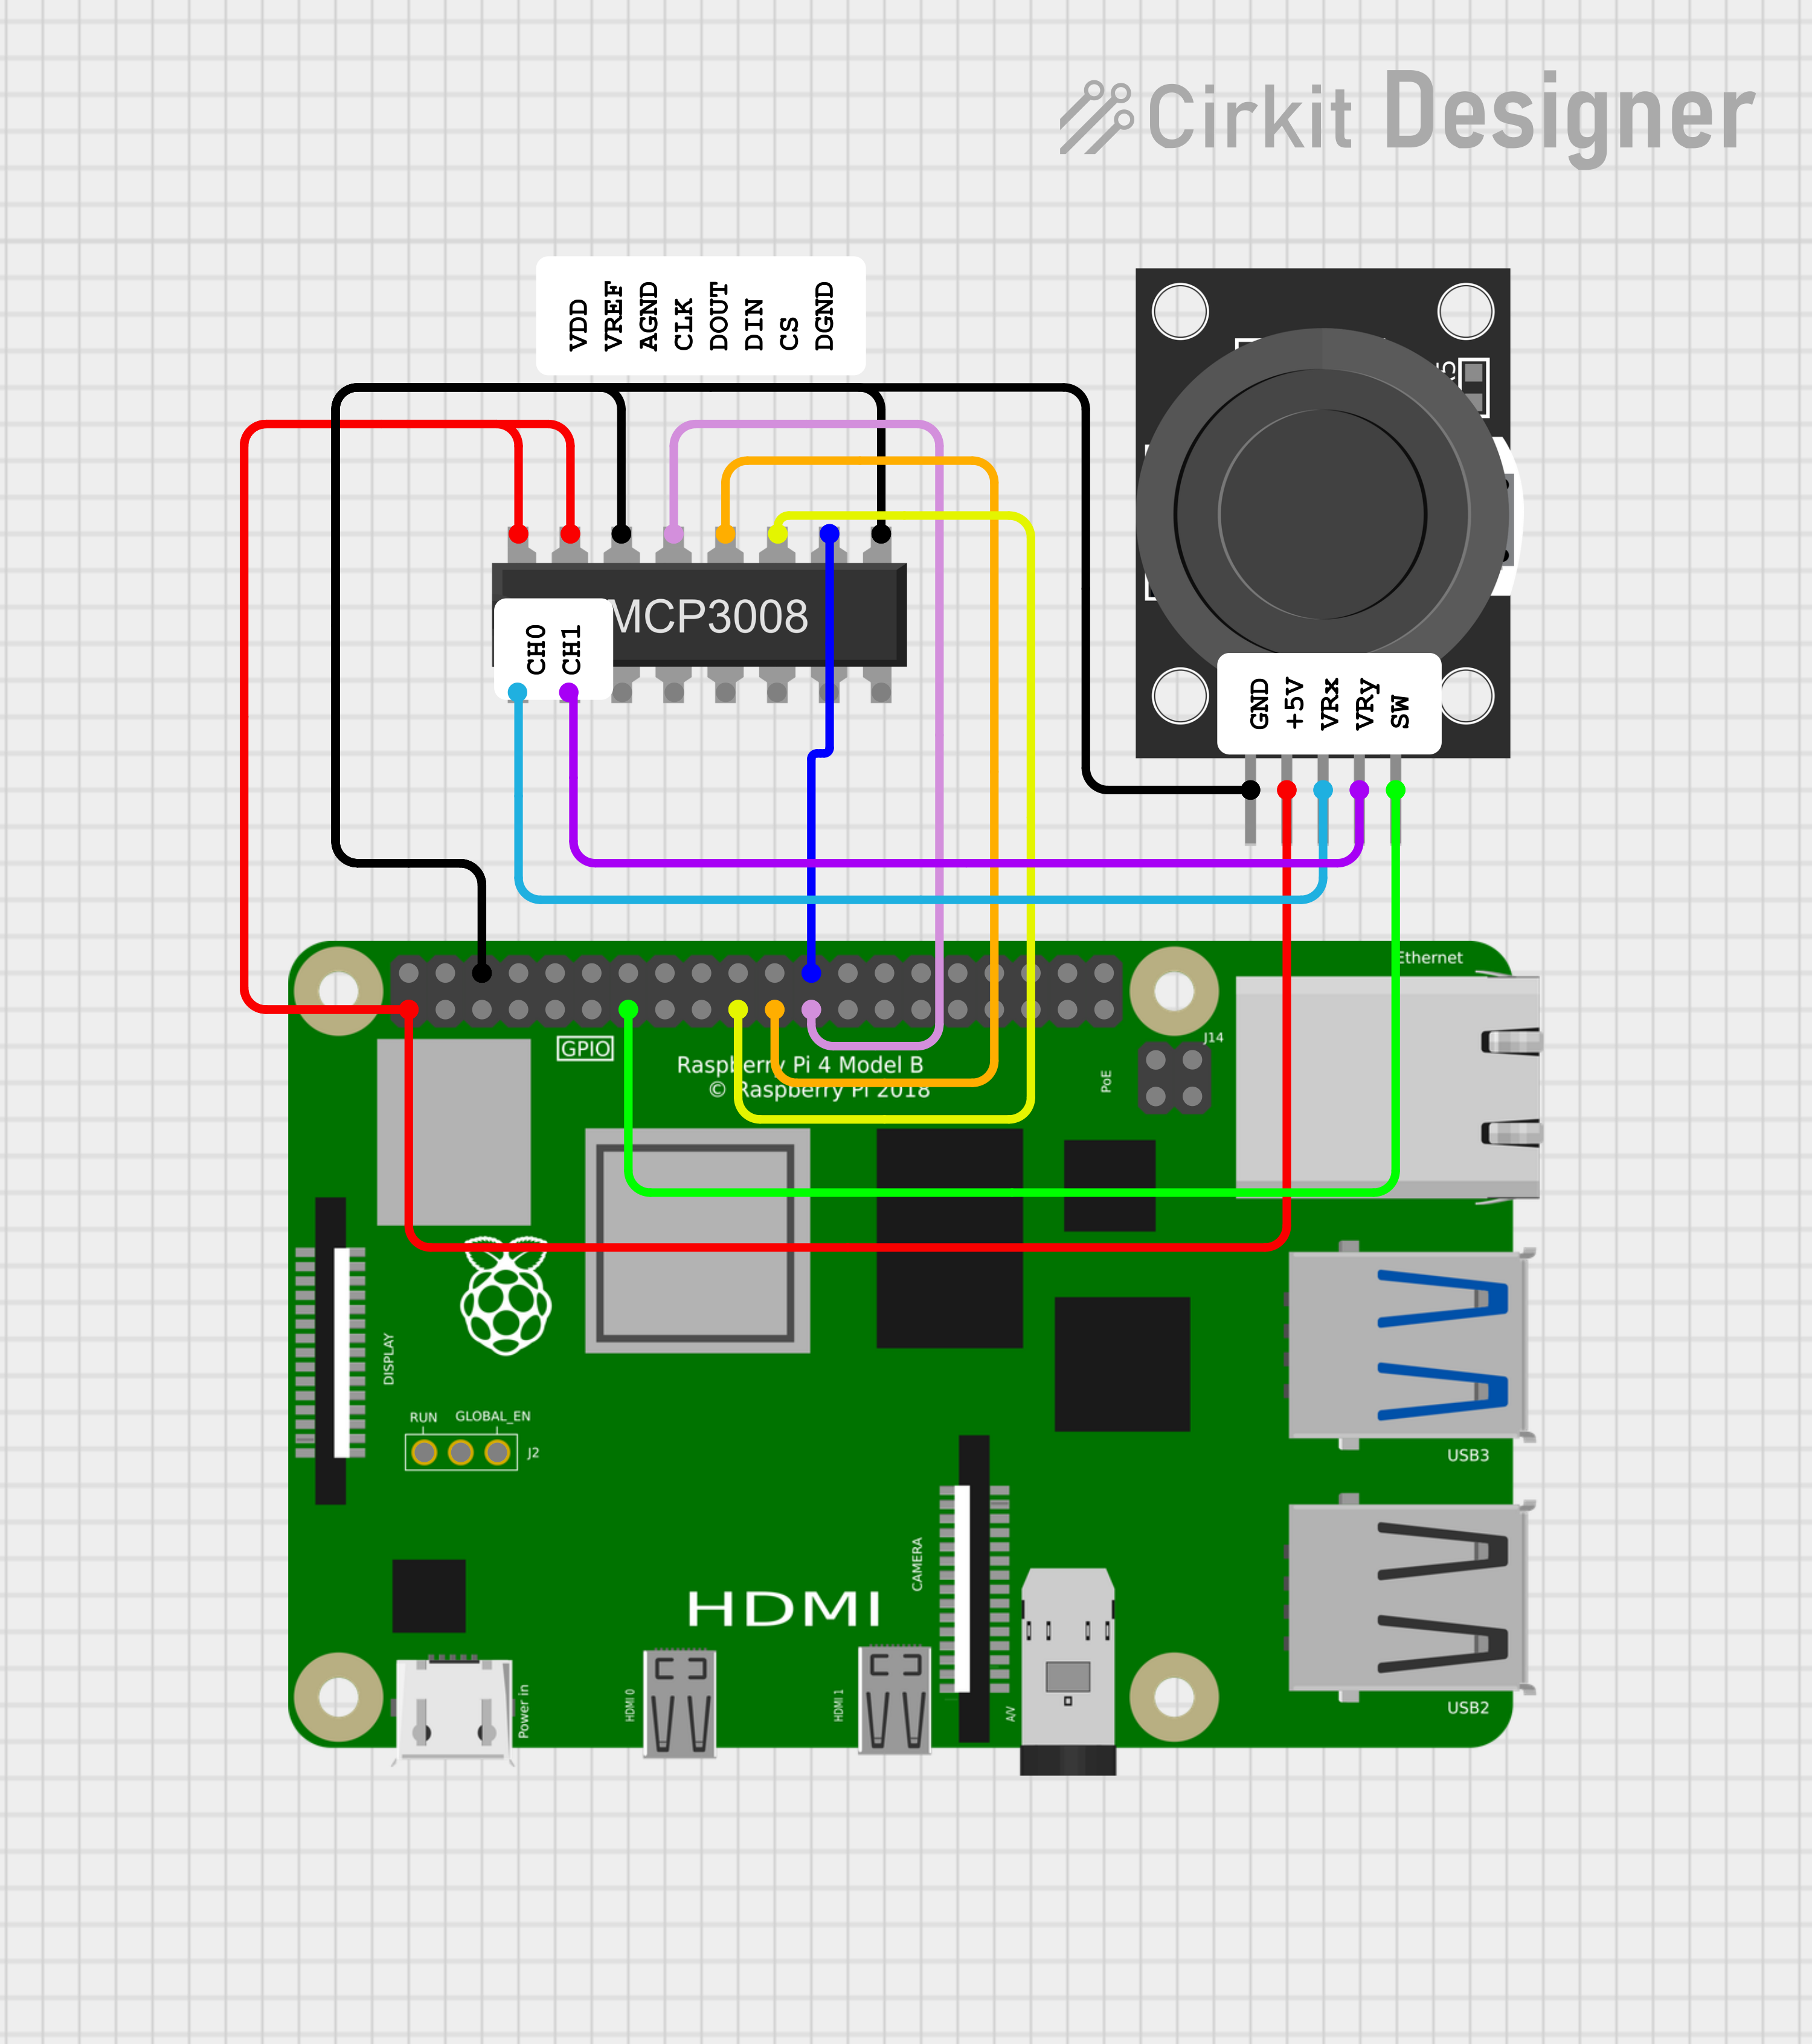 Cirkit Designer
VDD
VREF
AGND
CLK
DOUT
DIN
CS
DGND
MCP3008
CH0
CH1
GND
+5V
VRx
VRy
SW
Ethernet
J14
GPIO
Raspberry Pi 4 Model B
© Raspberry Pi 2018
PoE
DISPLAY
RUN
GLOBAL_EN
J2
USB3
CAMERA
HDMI
Power in
HDMI 0
HDMI 1
A/V
USB2